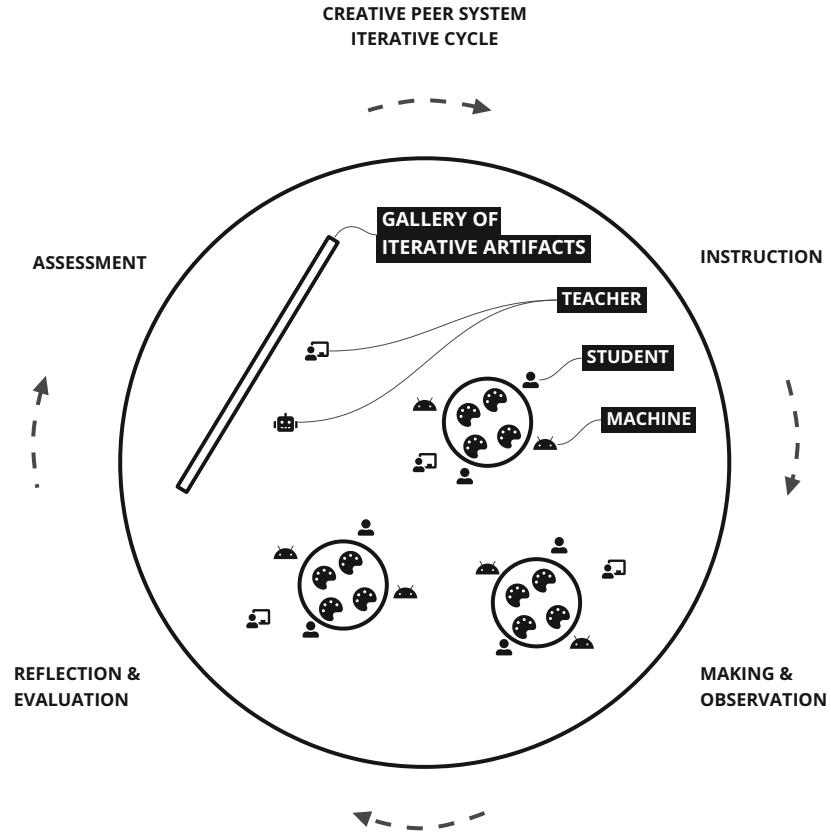 CREATIVE PEER SYSTEM
ITERATIVE CYCLE
GALLERY OF
ITERATIVE ARTIFACTS
ASSESSMENT
INSTRUCTION
TEACHER
STUDENT
MACHINE
REFLECTION &
EVALUATION
MAKING &
OBSERVATION